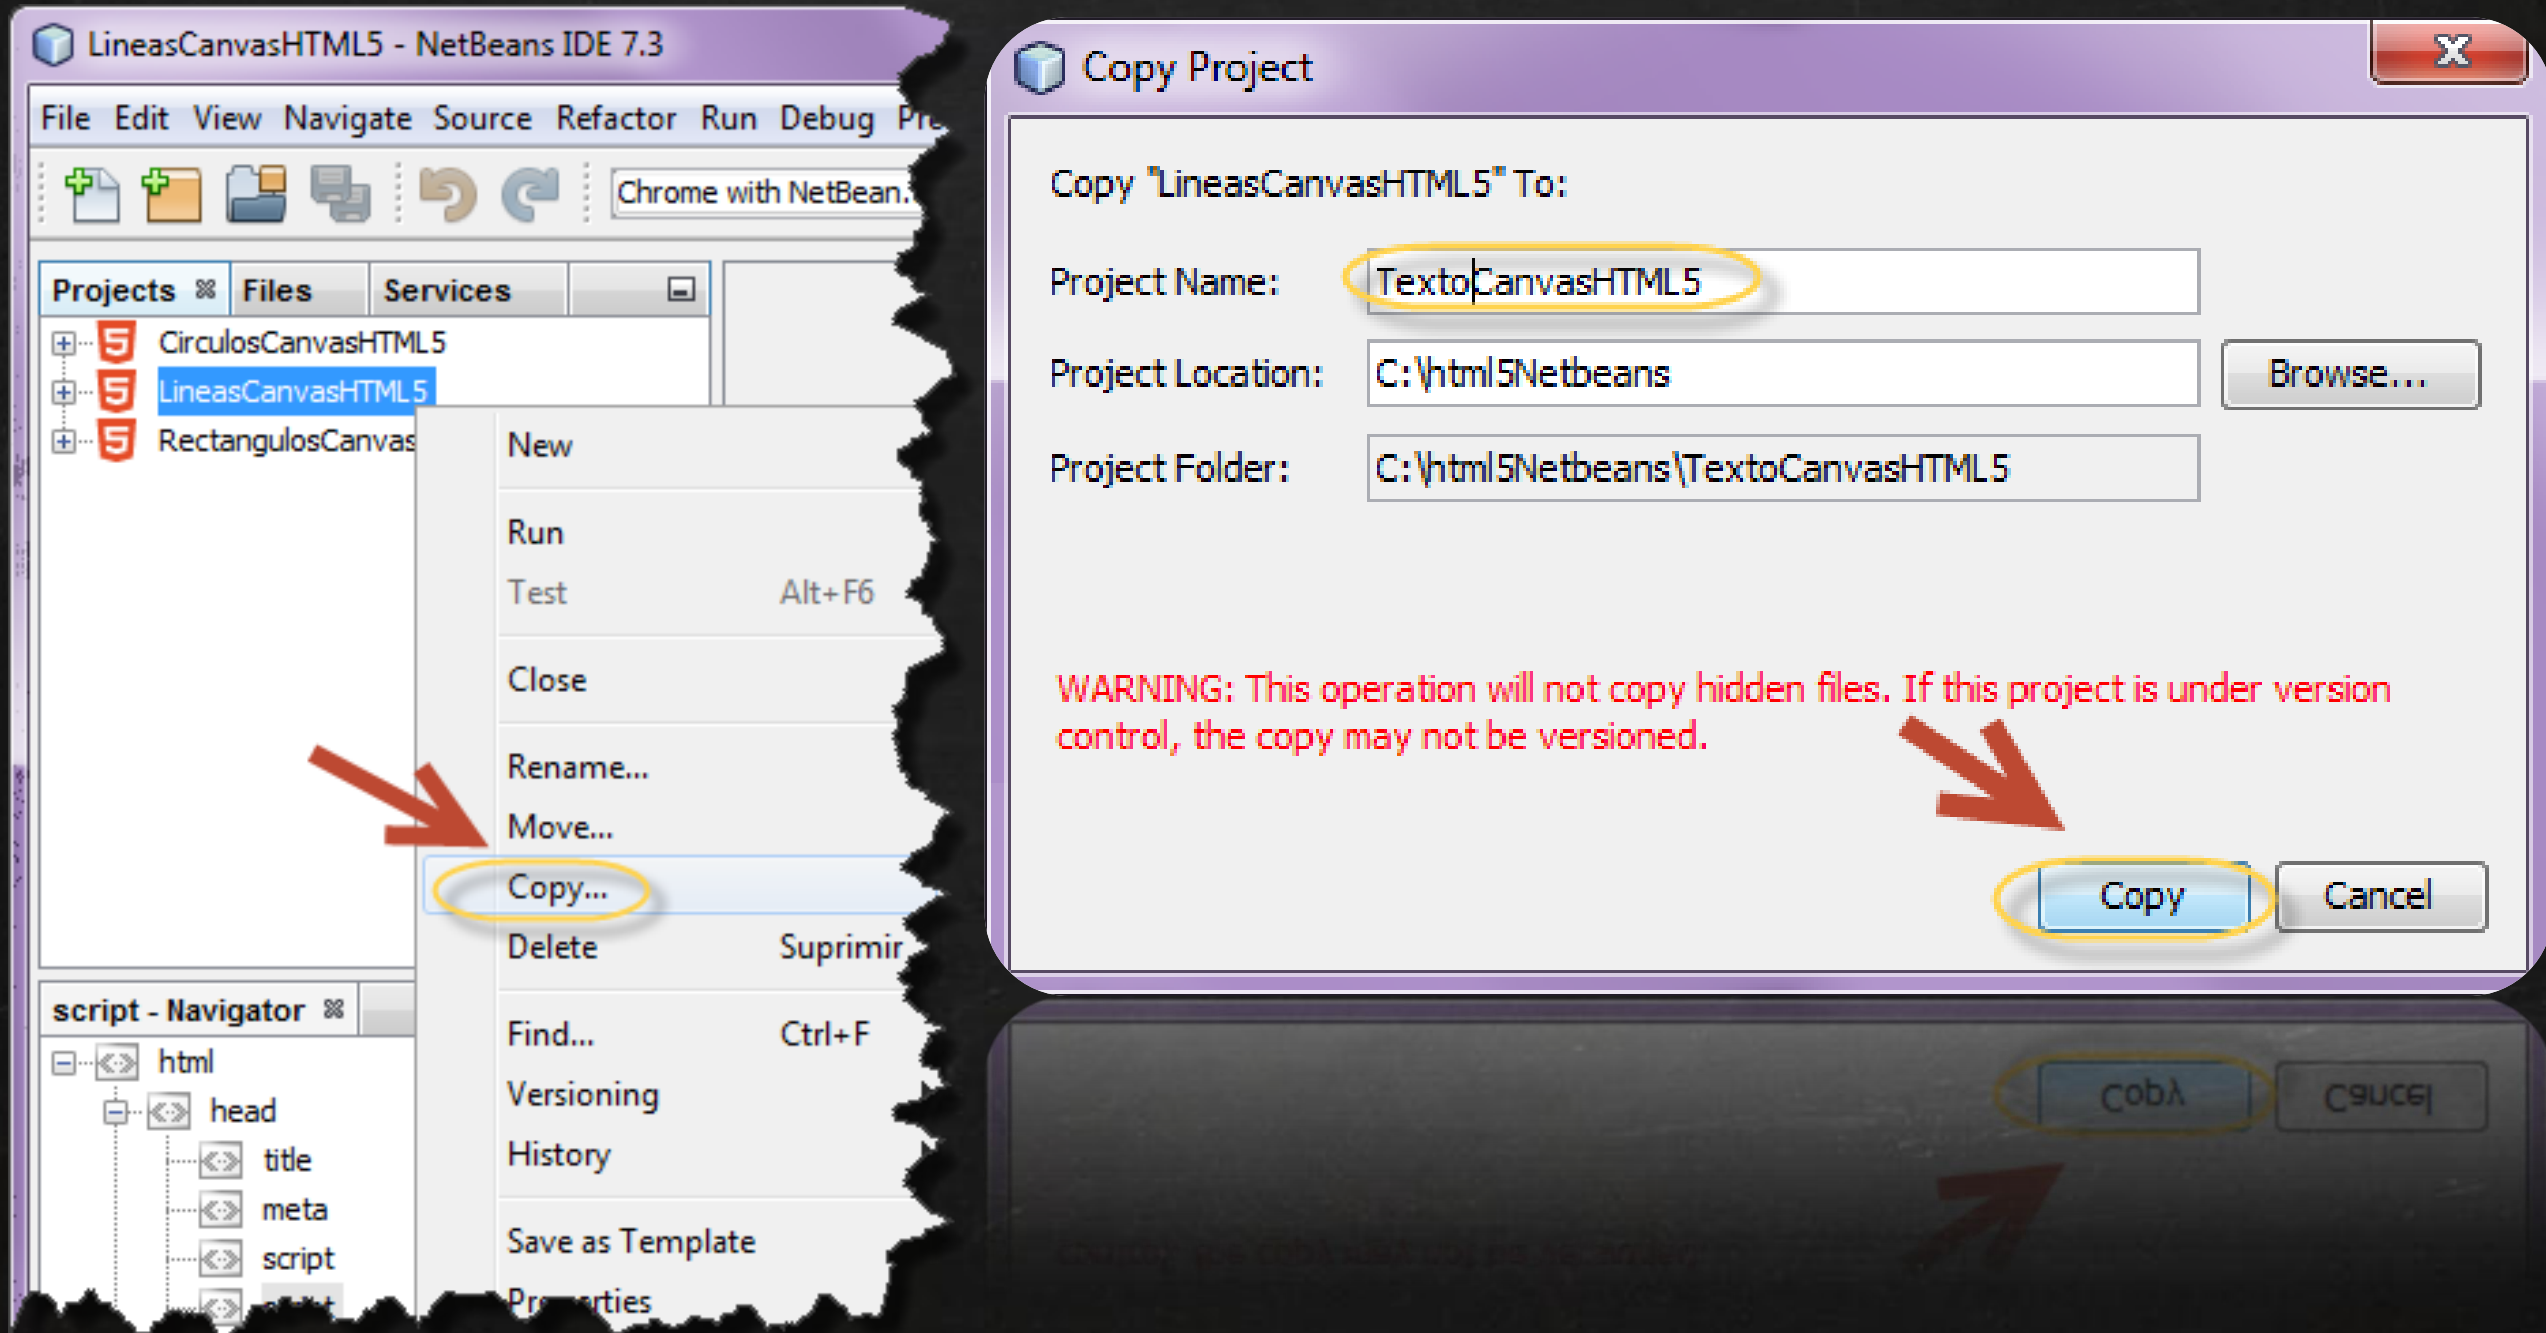 LineasCanvasHTML5 - NetBeans IDE 7.3
File Edit View Navigate Source Refactor Run Debug
Chrome with NetBean.
Projects Files Services
CirculosCanvasHTML5
LineasCanvasHTML5
RectangulosCanvas
New
Run
Test Alt+F6
Close
Rename...
Move...
Copy...
Delete Suprimir
Find... Ctrl+F
Versioning
History
Save as Template
Properties
script - Navigator
html
head
title
meta
script
Copy Project
Copy "LineasCanvasHTML5" To:
Project Name: TextoCanvasHTML5
Project Location: C:\html5Netbeans Browse...
Project Folder: C:\html5Netbeans\TextoCanvasHTML5
WARNING: This operation will not copy hidden files. If this project is under version
control, the copy may not be versioned.
Copy Cancel